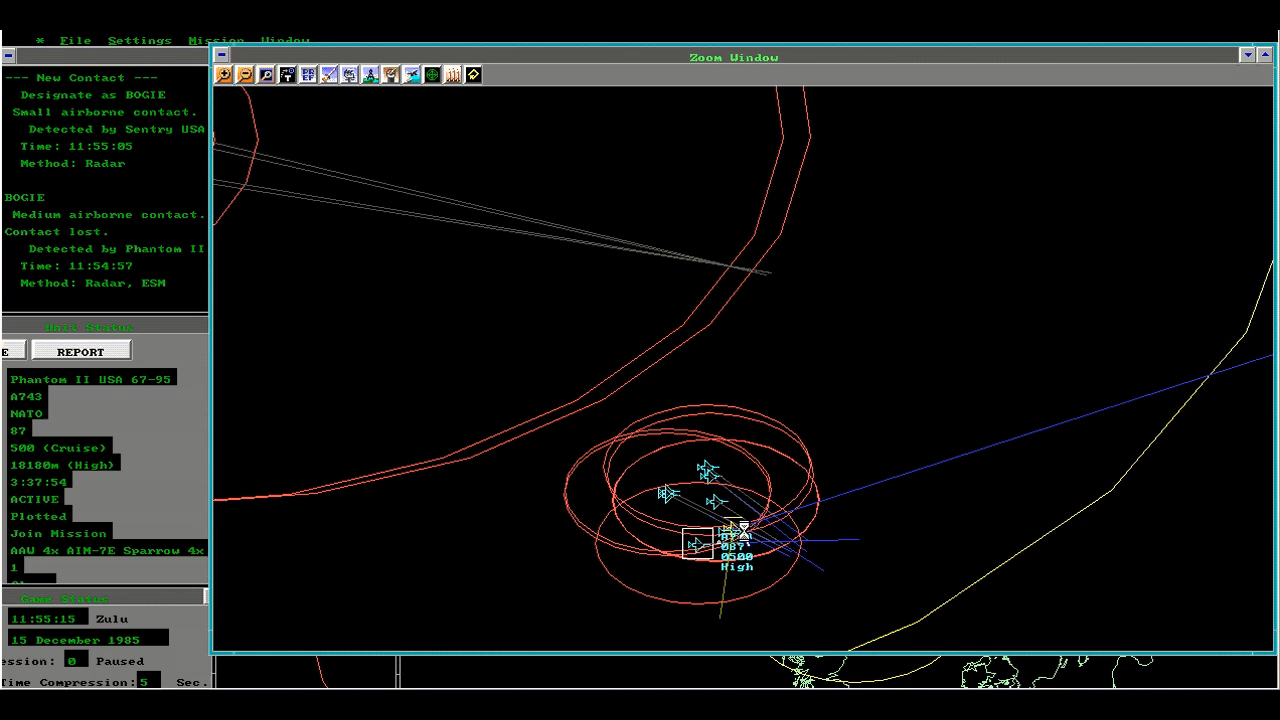 * File Settings Mission Window
Zoom Window
--- New Contact ---
Designate as BOGIE
Small airborne contact.
Detected by Sentry USA
Time: 11:55:05
Method: Radar
BOGIE
Medium airborne contact.
Contact lost.
Detected by Phantom II
Time: 11:54:57
Method: Radar, ESM
Unit Status
E REPORT
Phantom II USA 67-95
A743
NATO
87
500 (Cruise)
18180m (High)
3:37:54
ACTIVE
Plotted
Join Mission
AAW 4x AIM-7E Sparrow 4x
1
087
0500
High
Game Status
11:55:15 Zulu
15 December 1985
ession: 0 Paused
Time Compression: 5 Sec.